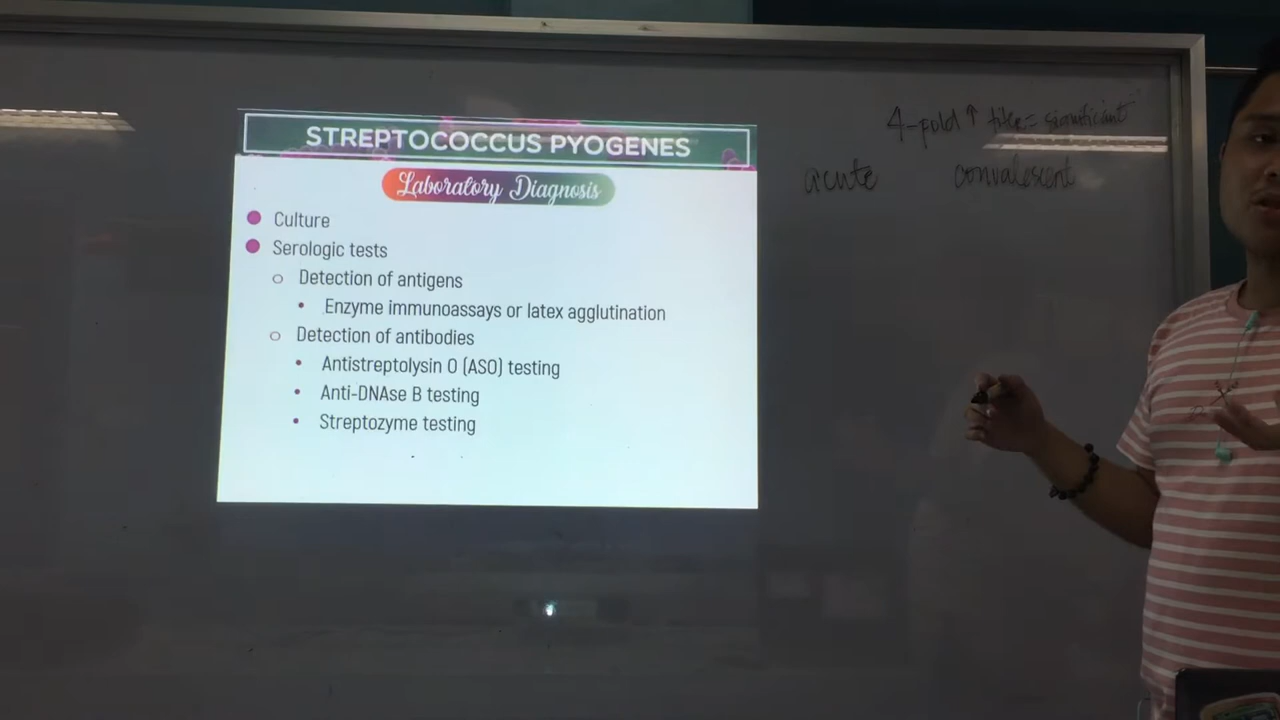 STREPTOCOCCUS PYOGENES
Laboratory Diagnosis
Culture
Serologic tests
Detection of antigens
Enzyme immunoassays or latex agglutination
Detection of antibodies
Antistreptolysin O (ASO) testing
Anti-DNAse B testing
Streptozyme testing
4-fold ↑ titer = significant
acute convalescent